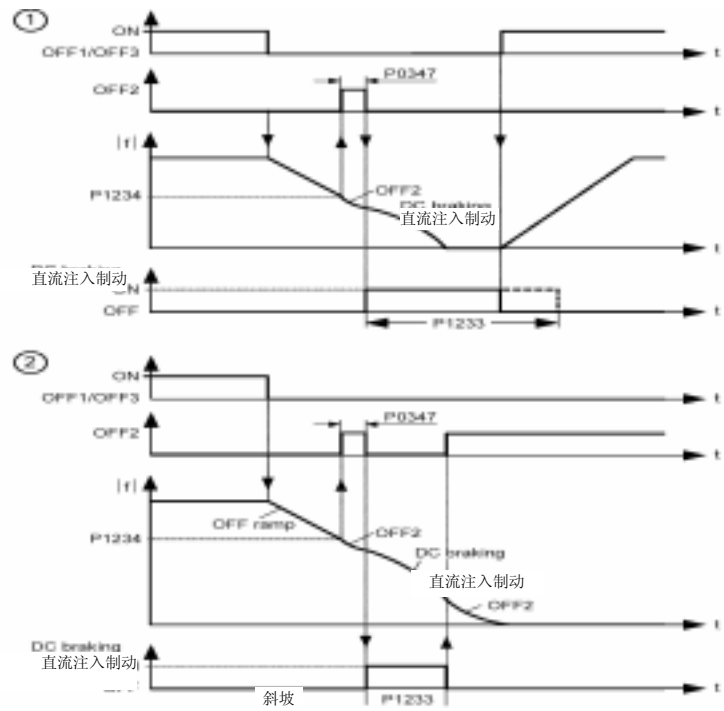 ①
ON
OFF1/OFF3
t
P0347
OFF2
t
|f|
P1234
OFF2
DC braking
直流注入制动
t
直流注入制动
ON
OFF
t
P1233
②
ON
OFF1/OFF3
t
P0347
OFF2
t
|f|
OFF ramp
P1234
OFF2
DC braking
直流注入制动
OFF2
t
DC braking
直流注入制动
t
斜坡
P1233